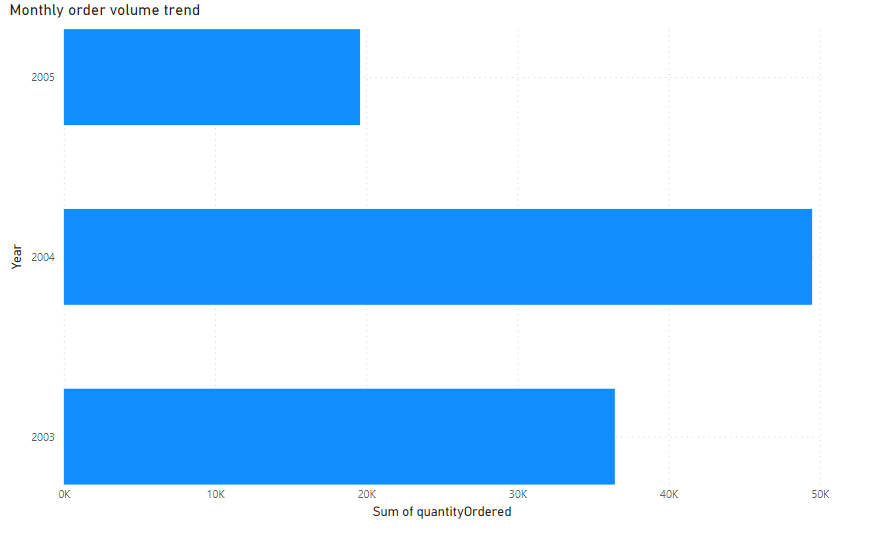 Monthly order volume trend
2005
2004
2003
Year
0K 10K 20K 30K 40K 50K
Sum of quantityOrdered